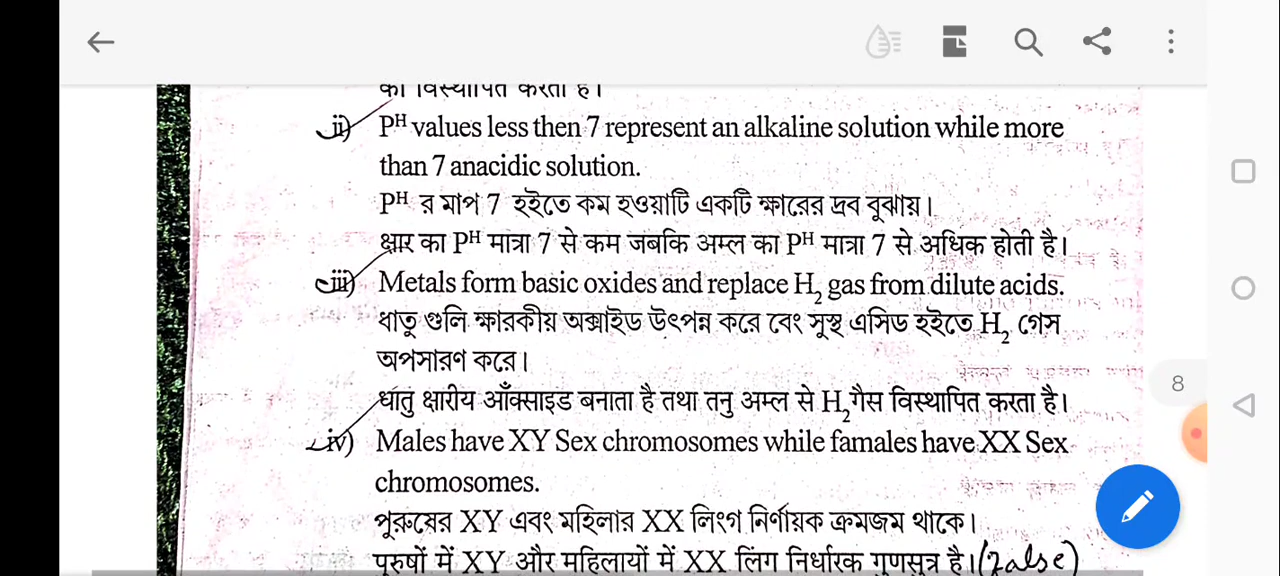 को विस्थापित करता है।
ii) Pᴴ values less then 7 represent an alkaline solution while more
than 7 anacidic solution.
Pᴴ র মাপ 7 হইতে কম হওয়াটি একটি ক্ষারের দ্রব বুঝায়।
क्षार का Pᴴ मात्रा 7 से कम जबकि अम्ल का Pᴴ मात्रा 7 से अधिक होती है।
iii) Metals form basic oxides and replace H₂ gas from dilute acids.
ধাতু গুলি ক্ষারকীয় অক্সাইড উৎপন্ন করে বেং সুস্থ এসিড হইতে H₂ গেস
অপসারণ করে।
धातु क्षारीय ऑंक्साइड बनाता है तथा तनु अम्ल से H₂गैस विस्थापित करता है।
8
iv) Males have XY Sex chromosomes while famales have XX Sex
chromosomes.
পুরুষের XY এবং মহিলার XX লিংগ নির্ণায়ক ক্রমজম থাকে।
पुरुषों में XY और महिलायों में XX लिंग निर्धारक गुणसुत्र है। (False)